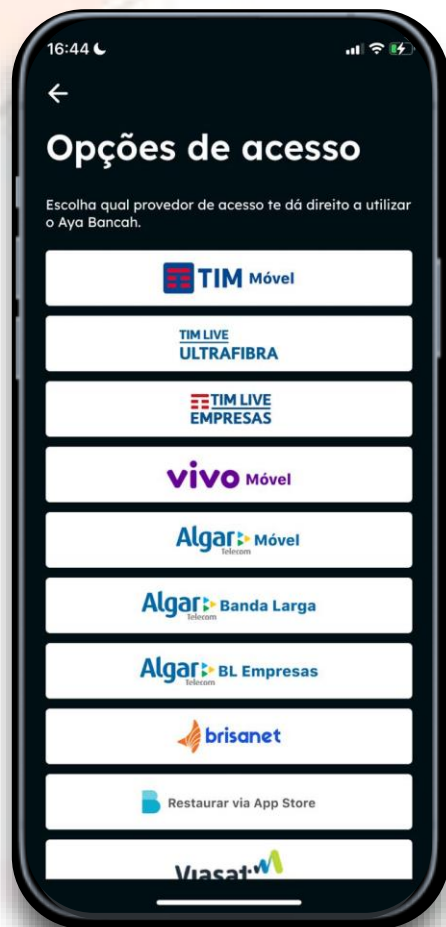 16:44
Opções de acesso
Escolha qual provedor de acesso te dá direito a utilizar
o Aya Bancah.
TIM Móvel
TIM LIVE
ULTRAFIBRA
TIM LIVE
EMPRESAS
vivo Móvel
Algar Móvel
Telecom
Algar Banda Larga
Telecom
Algar BL Empresas
Telecom
brisanet
Restaurar via App Store
Viasat